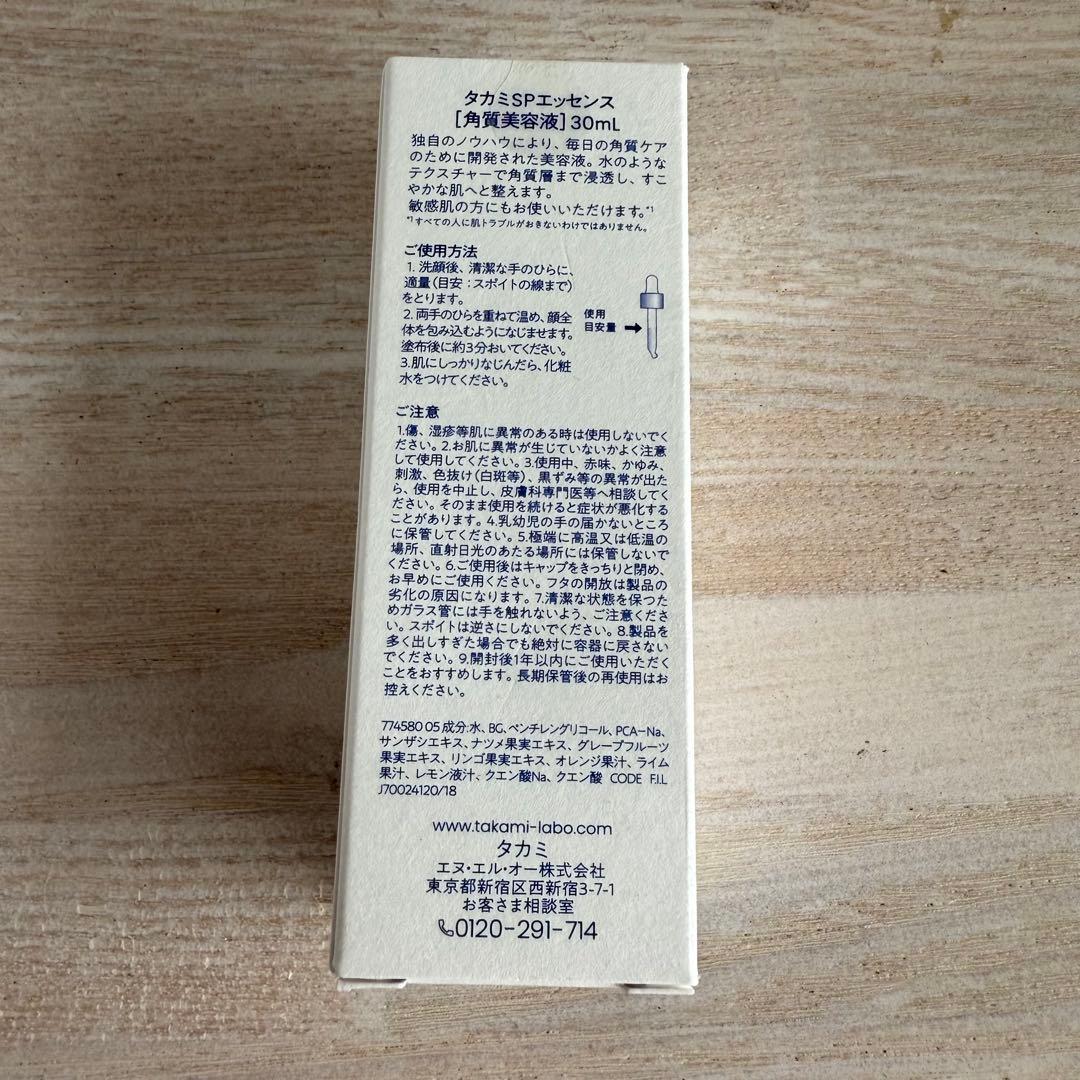 タカミSPエッセンス
[角質美容液] 30mL
独自のノウハウにより、毎日の角質ケア
のために開発された美容液。水のような
テクスチャーで角質層まで浸透し、すこ
やかな肌へと整えます。
敏感肌の方にもお使いいただけます。*1
*1 すべての人に肌トラブルがおきないわけではありません。
ご使用方法
1. 洗顔後、清潔な手のひらに、
適量(目安:スポイトの線まで)
をとります。
2. 両手のひらを重ねて温め、顔全
体を包み込むようになじませます。
塗布後に約3分おいてください。
3.肌にしっかりなじんだら、化粧
水をつけてください。
使用
目安量
ご注意
1.傷、湿疹等肌に異常のある時は使用しないでく
ださい。2.お肌に異常が生じていないかよく注意
して使用してください。3.使用中、赤味、かゆみ、
刺激、色抜け(白斑等)、黒ずみ等の異常が出た
ら、使用を中止し、皮膚科専門医等へ相談してく
ださい。そのまま使用を続けると症状が悪化する
ことがあります。4.乳幼児の手の届かないところ
に保管してください。5.極端に高温又は低温の
場所、直射日光のあたる場所には保管しないで
ください。6.ご使用後はキャップをきっちりと閉め、
お早めにご使用ください。フタの開放は製品の
劣化の原因になります。7.清潔な状態を保つた
めガラス管には手を触れないよう、ご注意くださ
い。スポイトは逆さにしないでください。8.製品を
多く出しすぎた場合でも絶対に容器に戻さない
でください。9.開封後1年以内にご使用いただく
ことをおすすめします。長期保管後の再使用はお
控えください。
774580 05 成分:水、BG、ペンチレングリコール、PCA-Na、
サンザシエキス、ナツメ果実エキス、グレープフルーツ
果実エキス、リンゴ果実エキス、オレンジ果汁、ライム
果汁、レモン液汁、クエン酸Na、クエン酸 CODE F.I.L
J70024120/18
www.takami-labo.com
タカミ
エヌ・エル・オー株式会社
東京都新宿区西新宿3-7-1
お客さま相談室
0120-291-714